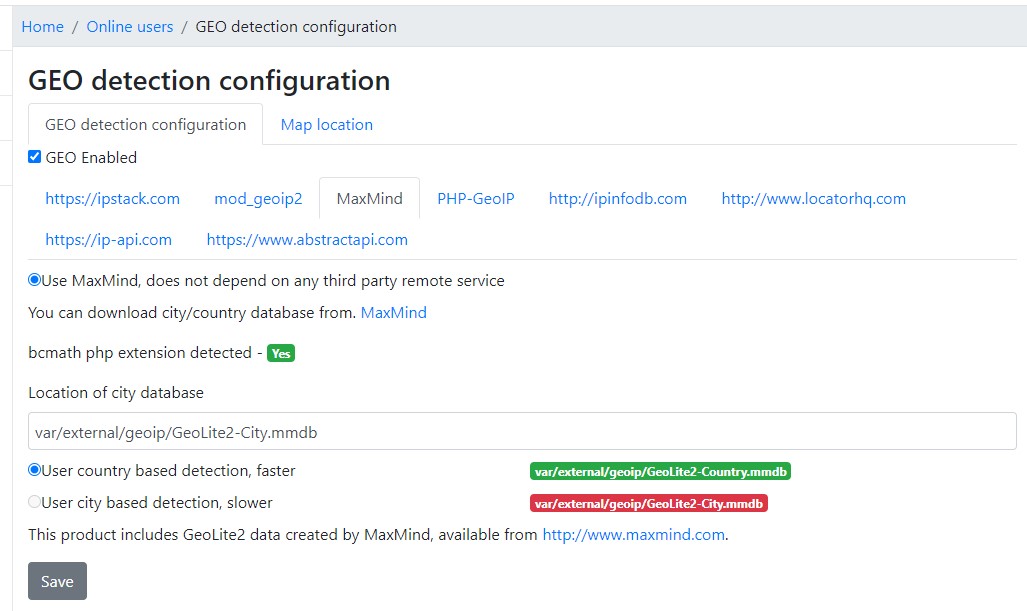 Home / Online users / GEO detection configuration
GEO detection configuration
GEO detection configuration Map location
GEO Enabled
https://ipstack.com mod_geoip2 MaxMind PHP-GeoIP http://ipinfodb.com http://www.locatorhq.com
https://ip-api.com https://www.abstractapi.com
Use MaxMind, does not depend on any third party remote service
You can download city/country database from. MaxMind
bcmath php extension detected - Yes
Location of city database
var/external/geoip/GeoLite2-City.mmdb
User country based detection, faster var/external/geoip/GeoLite2-Country.mmdb
User city based detection, slower var/external/geoip/GeoLite2-City.mmdb
This product includes GeoLite2 data created by MaxMind, available from http://www.maxmind.com.
Save